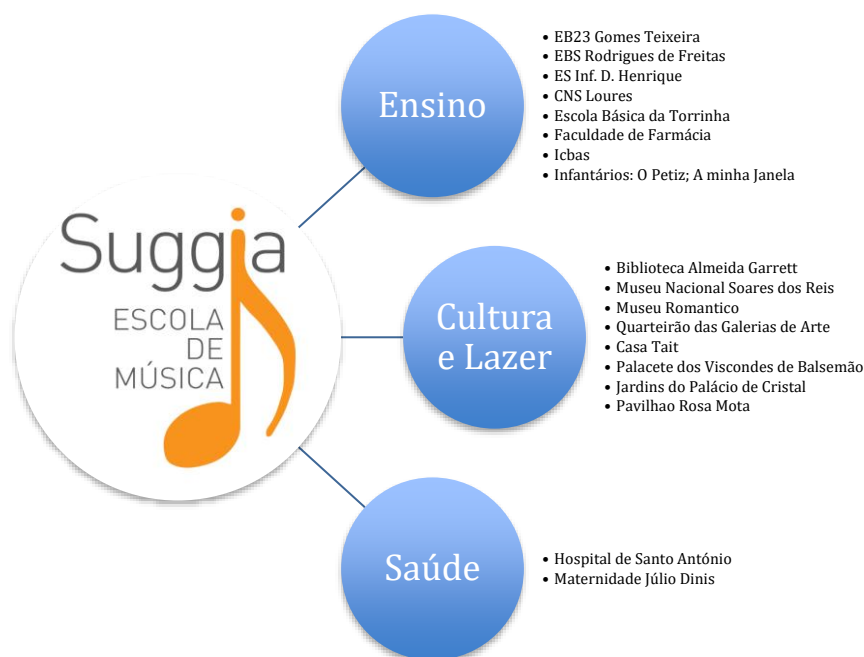 Suggia
ESCOLA
DE
MÚSICA
Ensino
• EB23 Gomes Teixeira
• EBS Rodrigues de Freitas
• ES Inf. D. Henrique
• CNS Loures
• Escola Básica da Torrinha
• Faculdade de Farmácia
• Icbas
• Infantários: O Petiz; A minha Janela
Cultura
e Lazer
• Biblioteca Almeida Garrett
• Museu Nacional Soares dos Reis
• Museu Romantico
• Quarteirão das Galerias de Arte
• Casa Tait
• Palacete dos Viscondes de Balsemão
• Jardins do Palácio de Cristal
• Pavilhao Rosa Mota
Saúde
• Hospital de Santo António
• Maternidade Júlio Dinis